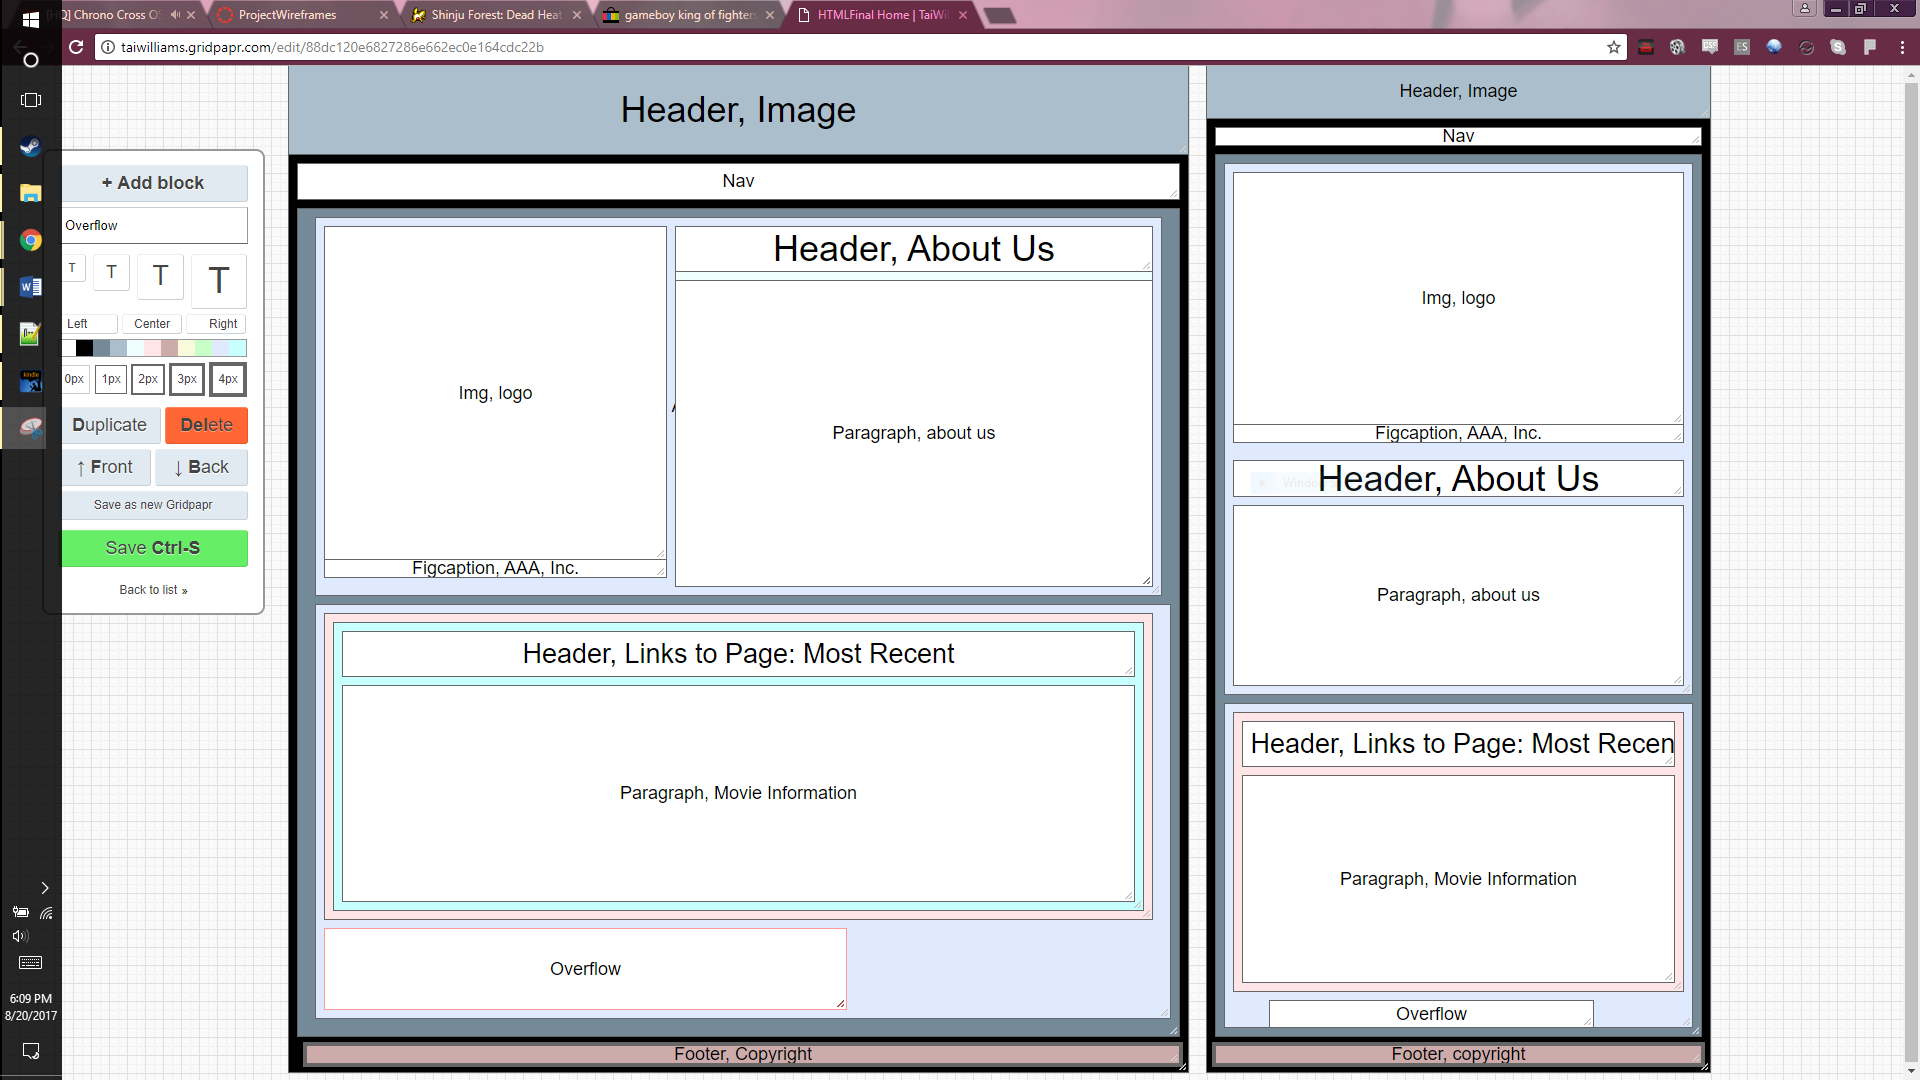 [HQ] Chrono Cross OS
ProjectWireframes
Shinju Forest: Dead Heat
gameboy king of fighters
HTMLFinal Home | TaiWil
taiwilliams.gridpapr.com/edit/88dc120e6827286e662ec0e164cdc22b
+ Add block
Overflow
T T T T
Left Center Right
0px 1px 2px 3px 4px
Duplicate Delete
↑ Front ↓ Back
Save as new Gridpapr
Save Ctrl-S
Back to list »
kindle
6:09 PM
8/20/2017
Header, Image
Nav
Img, logo
Figcaption, AAA, Inc.
Header, About Us
Paragraph, about us
Header, Links to Page: Most Recent
Paragraph, Movie Information
Overflow
Footer, Copyright
Header, Image
Nav
Img, logo
Figcaption, AAA, Inc.
Header, About Us
Paragraph, about us
Header, Links to Page: Most Recen
Paragraph, Movie Information
Overflow
Footer, copyright